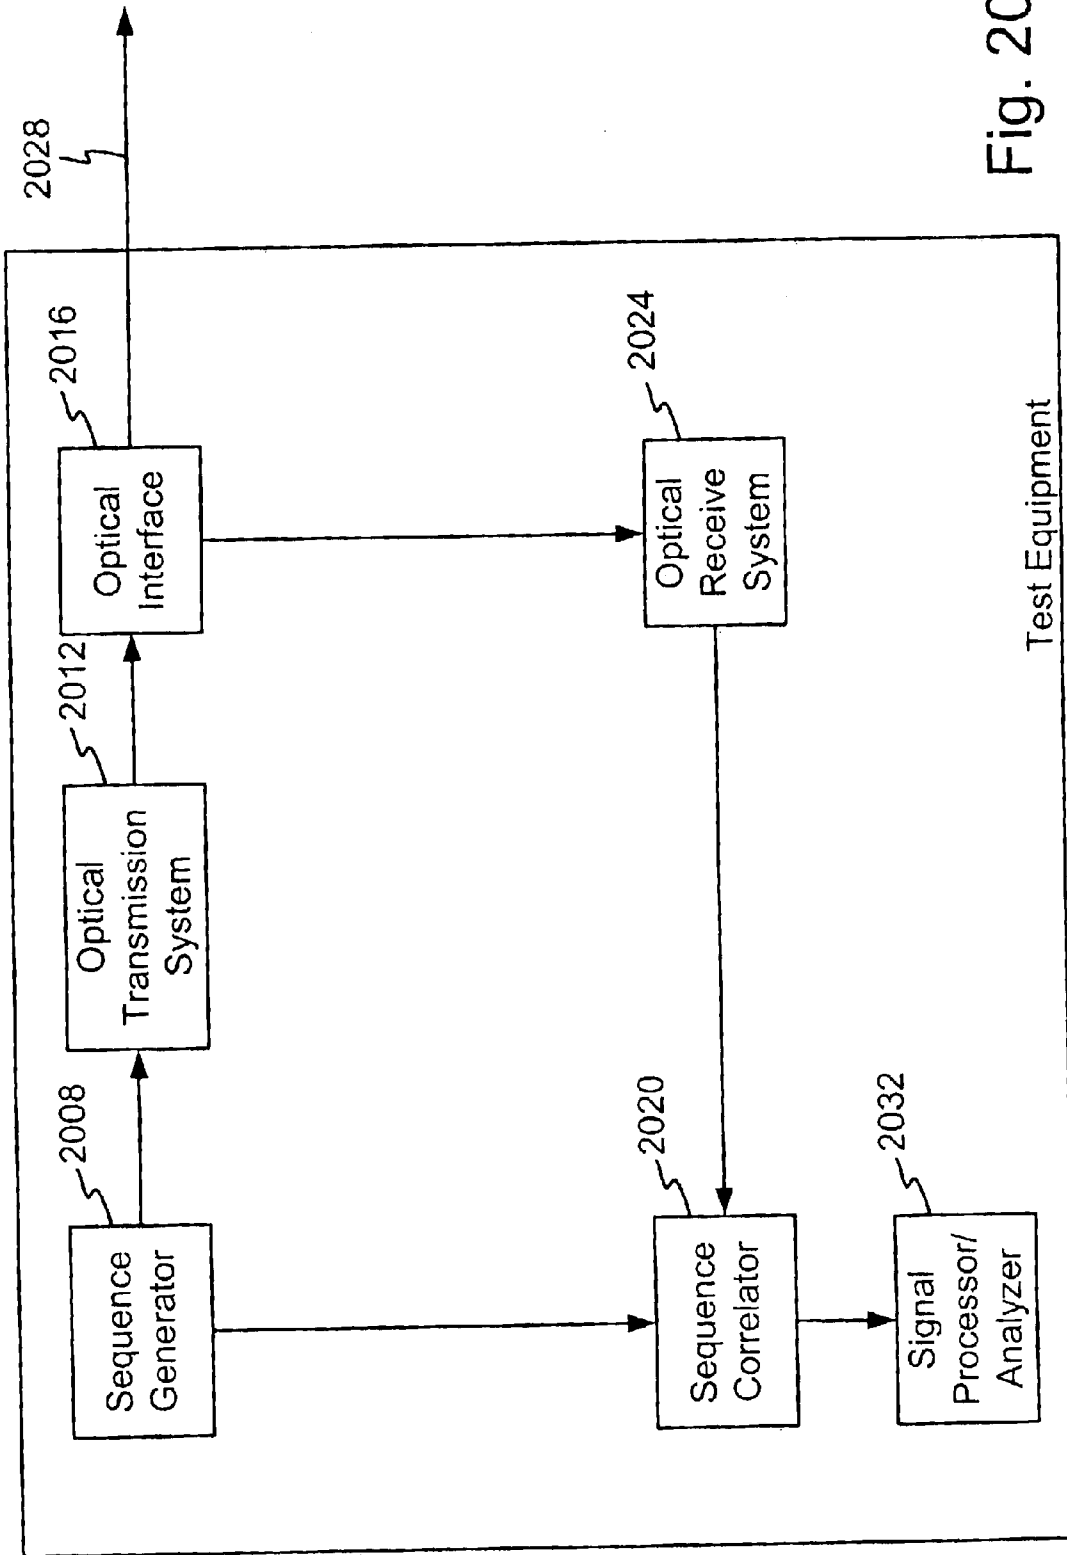 2008
Sequence
Generator
2012
Optical
Transmission
System
2016
Optical
Interface
2028
2020
Sequence
Correlator
2024
Optical
Receive
System
2032
Signal
Processor/
Analyzer
Test Equipment
Fig. 20